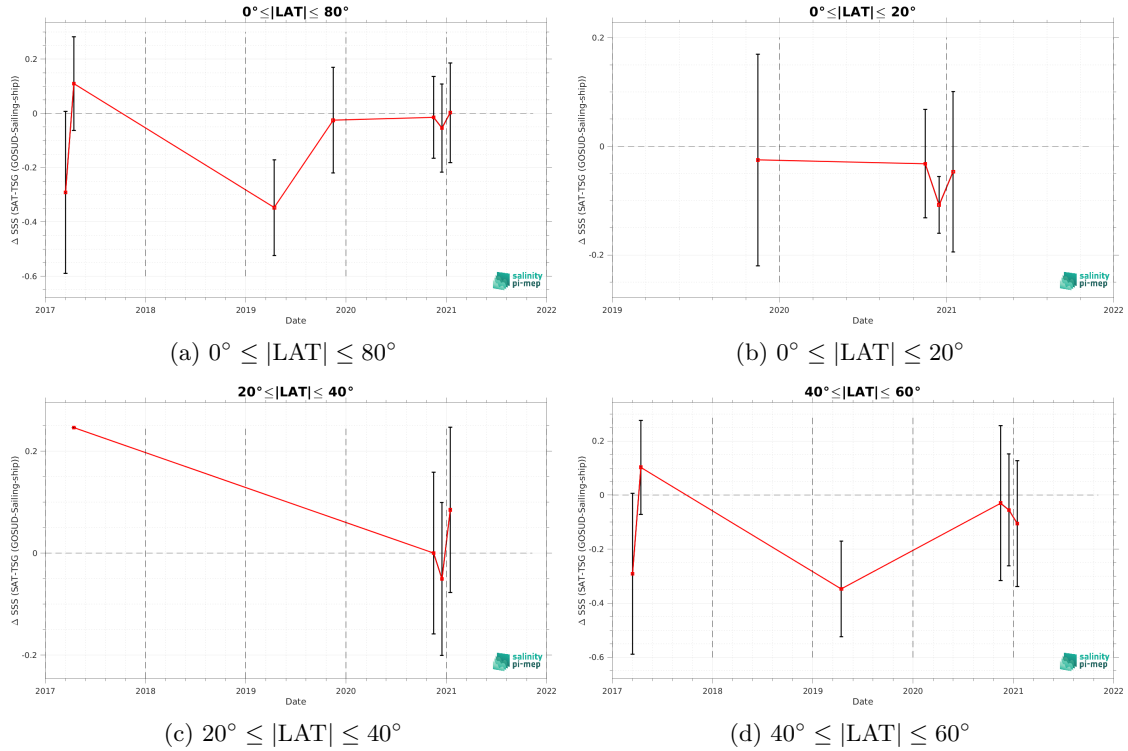 0°≤|LAT|≤ 80°
Δ SSS (SAT-TSG (GOSUD-Sailing-ship))
0.2
0
-0.2
-0.4
-0.6
2017 2018 2019 2020 2021 2022
Date
salinity
pi-mep
(a) 0° ≤ |LAT| ≤ 80°
0°≤|LAT|≤ 20°
Δ SSS (SAT-TSG (GOSUD-Sailing-ship))
0.2
0
-0.2
2019 2020 2021 2022
Date
salinity
pi-mep
(b) 0° ≤ |LAT| ≤ 20°
20°≤|LAT|≤ 40°
Δ SSS (SAT-TSG (GOSUD-Sailing-ship))
0.2
0
-0.2
2017 2018 2019 2020 2021 2022
Date
salinity
pi-mep
(c) 20° ≤ |LAT| ≤ 40°
40°≤|LAT|≤ 60°
Δ SSS (SAT-TSG (GOSUD-Sailing-ship))
0.2
0
-0.2
-0.4
-0.6
2017 2018 2019 2020 2021 2022
Date
salinity
pi-mep
(d) 40° ≤ |LAT| ≤ 60°